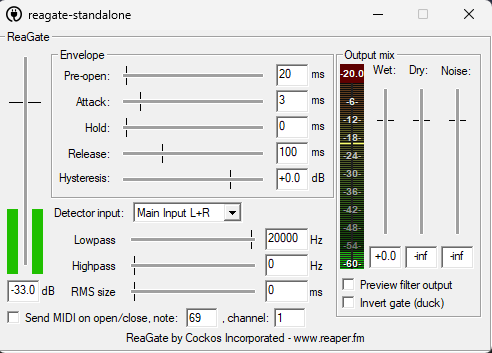 reagate-standalone
ReaGate
Envelope
Pre-open: 20 ms
Attack: 3 ms
Hold: 0 ms
Release: 100 ms
Hysteresis: +0.0 dB
Output mix
Wet: Dry: Noise:
-20.0
-6-
-12-
-18-
-24-
-30-
-36-
-42-
-48-
-54-
-60-
+0.0 -inf -inf
Preview filter output
Invert gate (duck)
Detector input: Main Input L+R
Lowpass 20000 Hz
Highpass 0 Hz
RMS size 0 ms
-33.0 dB
Send MIDI on open/close, note: 69 , channel: 1
ReaGate by Cockos Incorporated - www.reaper.fm